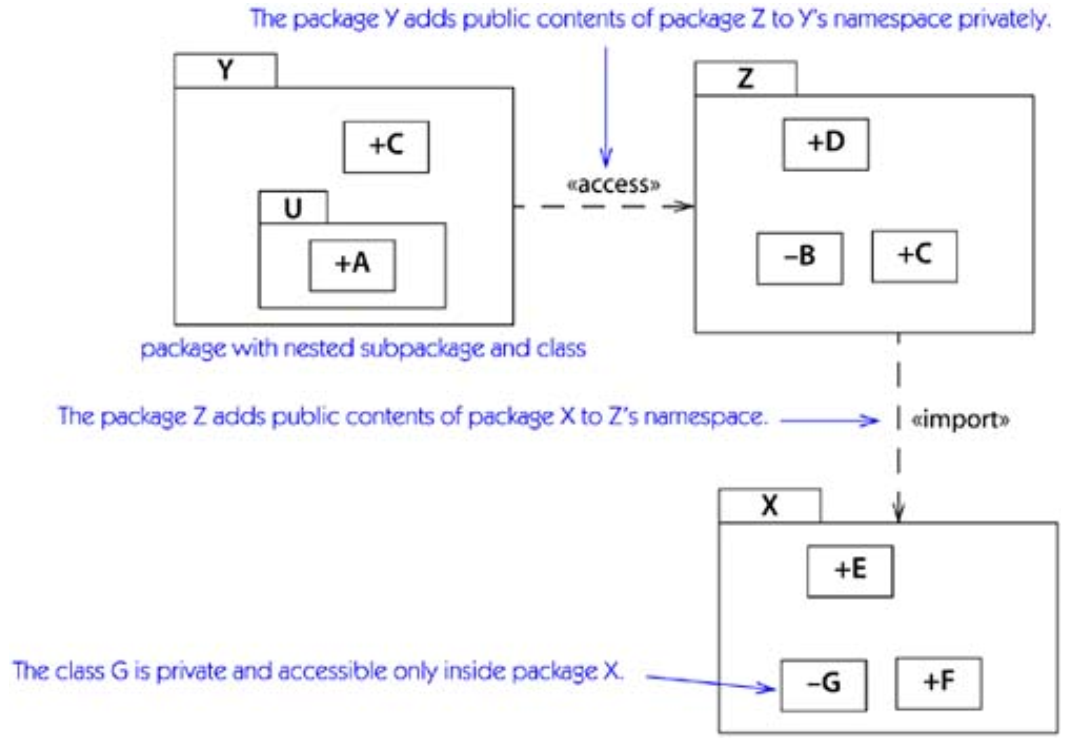 The package Y adds public contents of package Z to Y's namespace privately.
Y
Z
+C
+D
«access»
U
+A
–B
+C
package with nested subpackage and class
The package Z adds public contents of package X to Z's namespace.
«import»
X
+E
The class G is private and accessible only inside package X.
–G
+F